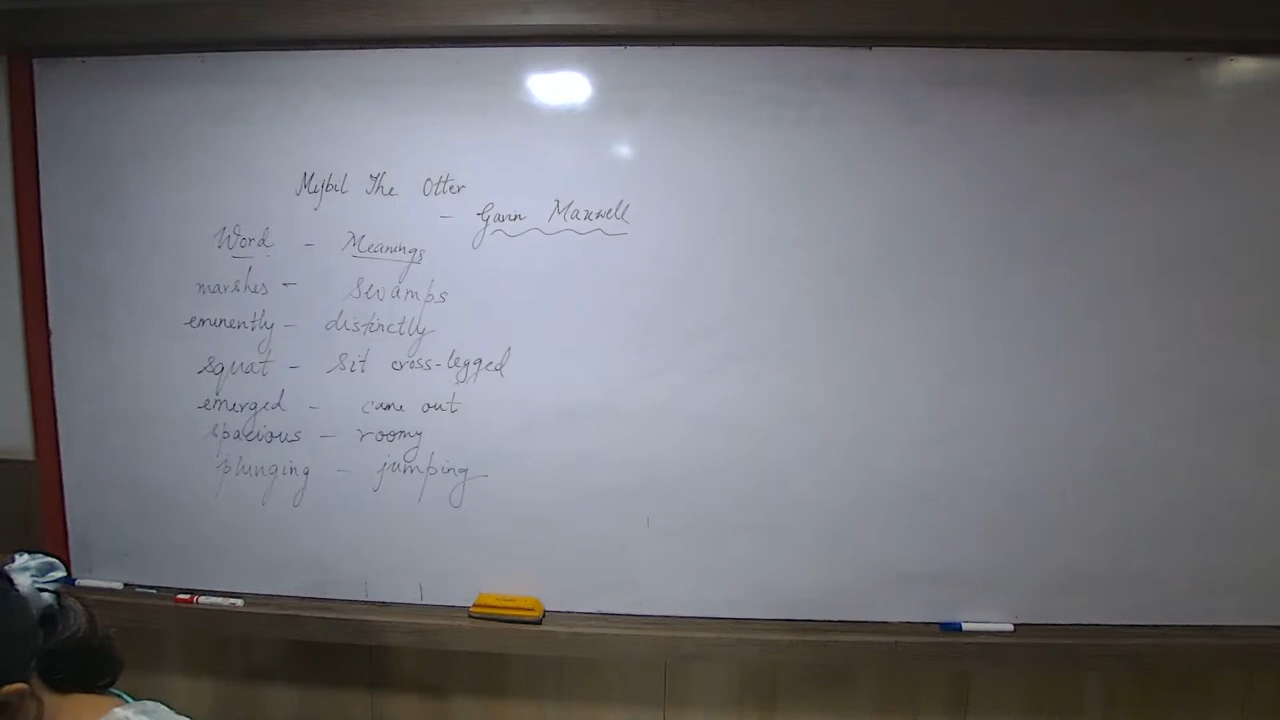 Mijbil The Otter
- Gavin Maxwell
Word - Meanings
marshes - swamps
eminently - distinctly
squat - sit cross-legged
emerged - came out
spacious - roomy
plunging - jumping